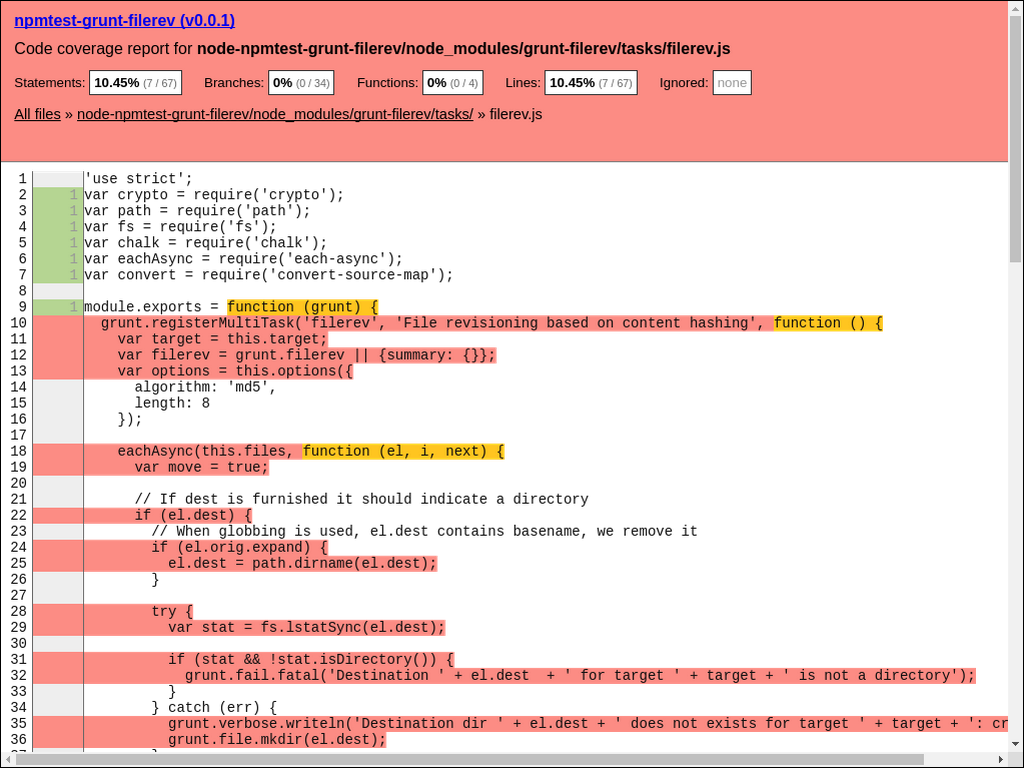 npmtest-grunt-filerev (v0.0.1)
Code coverage report for node-npmtest-grunt-filerev/node_modules/grunt-filerev/tasks/filerev.js
Statements: 10.45% (7 / 67) Branches: 0% (0 / 34) Functions: 0% (0 / 4) Lines: 10.45% (7 / 67) Ignored: none
All files » node-npmtest-grunt-filerev/node_modules/grunt-filerev/tasks/ » filerev.js
1 'use strict';
2 1 var crypto = require('crypto');
3 1 var path = require('path');
4 1 var fs = require('fs');
5 1 var chalk = require('chalk');
6 1 var eachAsync = require('each-async');
7 1 var convert = require('convert-source-map');
8
9 1 module.exports = function (grunt) {
10 grunt.registerMultiTask('filerev', 'File revisioning based on content hashing', function () {
11 var target = this.target;
12 var filerev = grunt.filerev || {summary: {}};
13 var options = this.options({
14 algorithm: 'md5',
15 length: 8
16 });
17
18 eachAsync(this.files, function (el, i, next) {
19 var move = true;
20
21 // If dest is furnished it should indicate a directory
22 if (el.dest) {
23 // When globbing is used, el.dest contains basename, we remove it
24 if (el.orig.expand) {
25 el.dest = path.dirname(el.dest);
26 }
27
28 try {
29 var stat = fs.lstatSync(el.dest);
30
31 if (stat && !stat.isDirectory()) {
32 grunt.fail.fatal('Destination ' + el.dest  + ' for target ' + target + ' is not a directory');
33 }
34 } catch (err) {
35 grunt.verbose.writeln('Destination dir ' + el.dest + ' does not exists for target ' + target + ': cr
36 grunt.file.mkdir(el.dest);